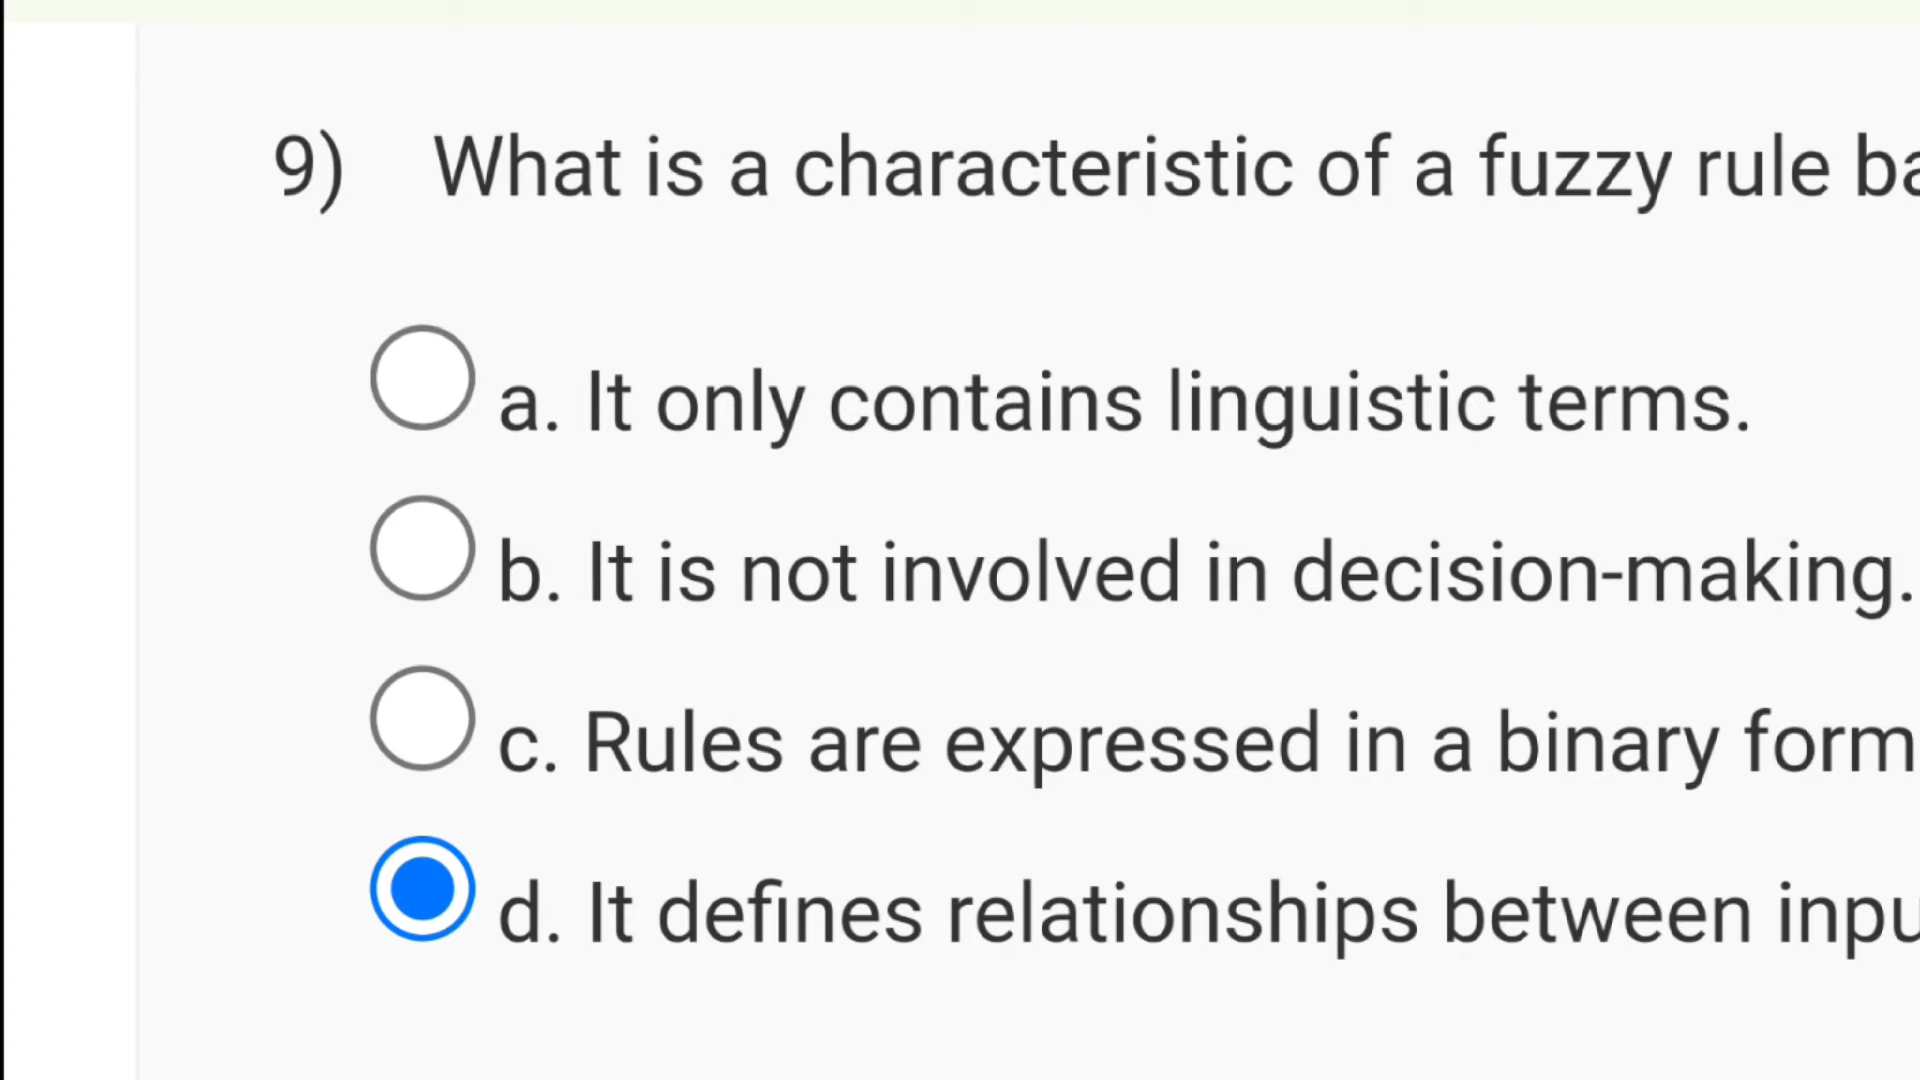 9) What is a characteristic of a fuzzy rule
a. It only contains linguistic terms.
b. It is not involved in decision-making.
c. Rules are expressed in a binary form
d. It defines relationships between